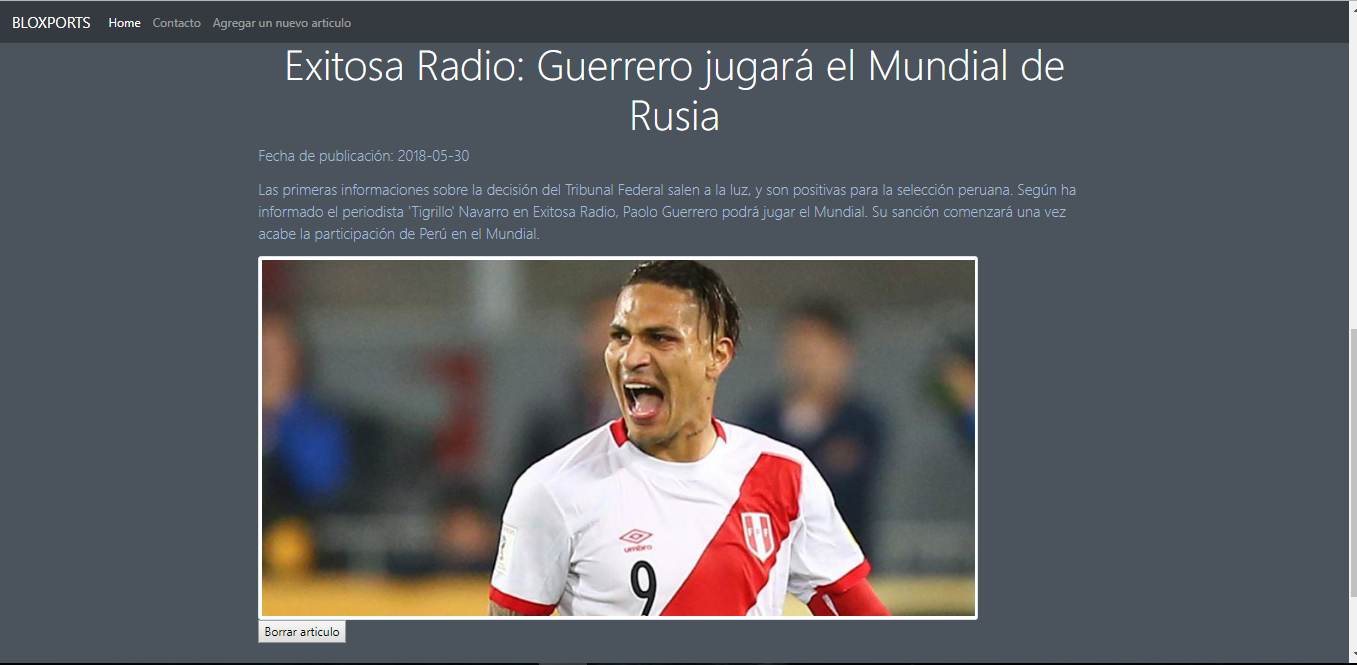 BLOXPORTS Home Contacto Agregar un nuevo articulo
Exitosa Radio: Guerrero jugará el Mundial de
Rusia
Fecha de publicación: 2018-05-30
Las primeras informaciones sobre la decisión del Tribunal Federal salen a la luz, y son positivas para la selección peruana. Según ha
informado el periodista 'Tigrillo' Navarro en Exitosa Radio, Paolo Guerrero podrá jugar el Mundial. Su sanción comenzará una vez
acabe la participación de Perú en el Mundial.
umbro
9
Borrar articulo